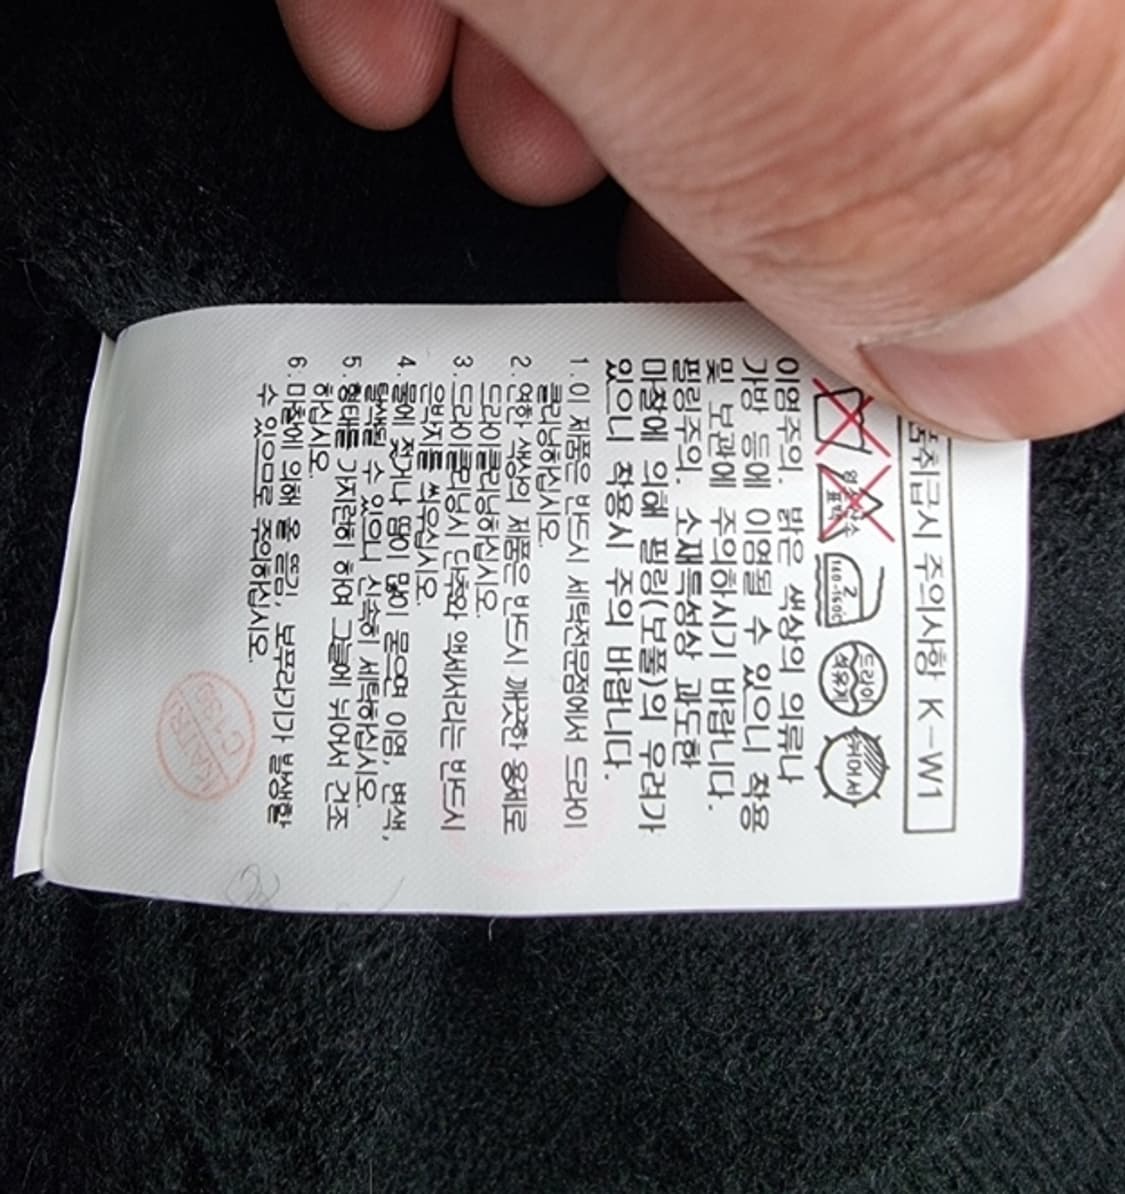 품취급시 주의사항 K-W1
염소산소
표백
2
140-160℃
드라이
석유계
뉘어서
이염주의. 밝은 색상의 의류나
가방 등에 이염될 수 있으니 착용
및 보관에 주의하시기 바랍니다.
필링주의. 소재특성상 과도한
마찰에 의해 필링(보풀)의 우려가
있으니 착용시 주의 바랍니다.
1.이 제품은 반드시 세탁전문점에서 드라이
클리닝하십시오.
2.연한 색상의 제품은 반드시 깨끗한 용제로
드라이클리닝하십시오.
3.드라이클리닝시 단추와 액세서리는 반드시
은박지를 씌우십시오.
4.물에 젖거나 땀이 많이 묻으면 이염, 변색,
탈색될 수 있으니 신속히 세탁하십시오.
5.형태를 가지런히 하여 그늘에 뉘어서 건조
하십시오.
6.마찰에 의해 올 뜯김, 보푸라기가 발생할
수 있으므로 주의하십시오.
KATRI